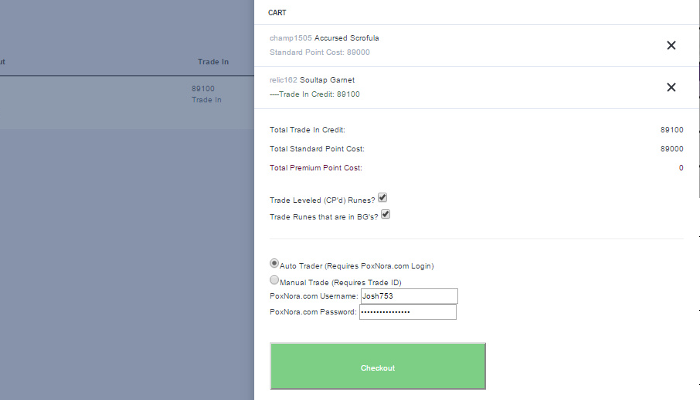 CART
champ1505 Accursed Scrofula
Standard Point Cost: 89000
ut
Trade In
relic162 Soultap Garnet
89100
----Trade In Credit: 89100
Trade In
Total Trade In Credit: 89100
Total Standard Point Cost: 89000
Total Premium Point Cost: 0
Trade Leveled (CP'd) Runes?
Trade Runes that are in BG's?
Auto Trader (Requires PoxNora.com Login)
Manual Trade (Requires Trade ID)
PoxNora.com Username: Josh753
PoxNora.com Password: ••••••••••••••••
Checkout